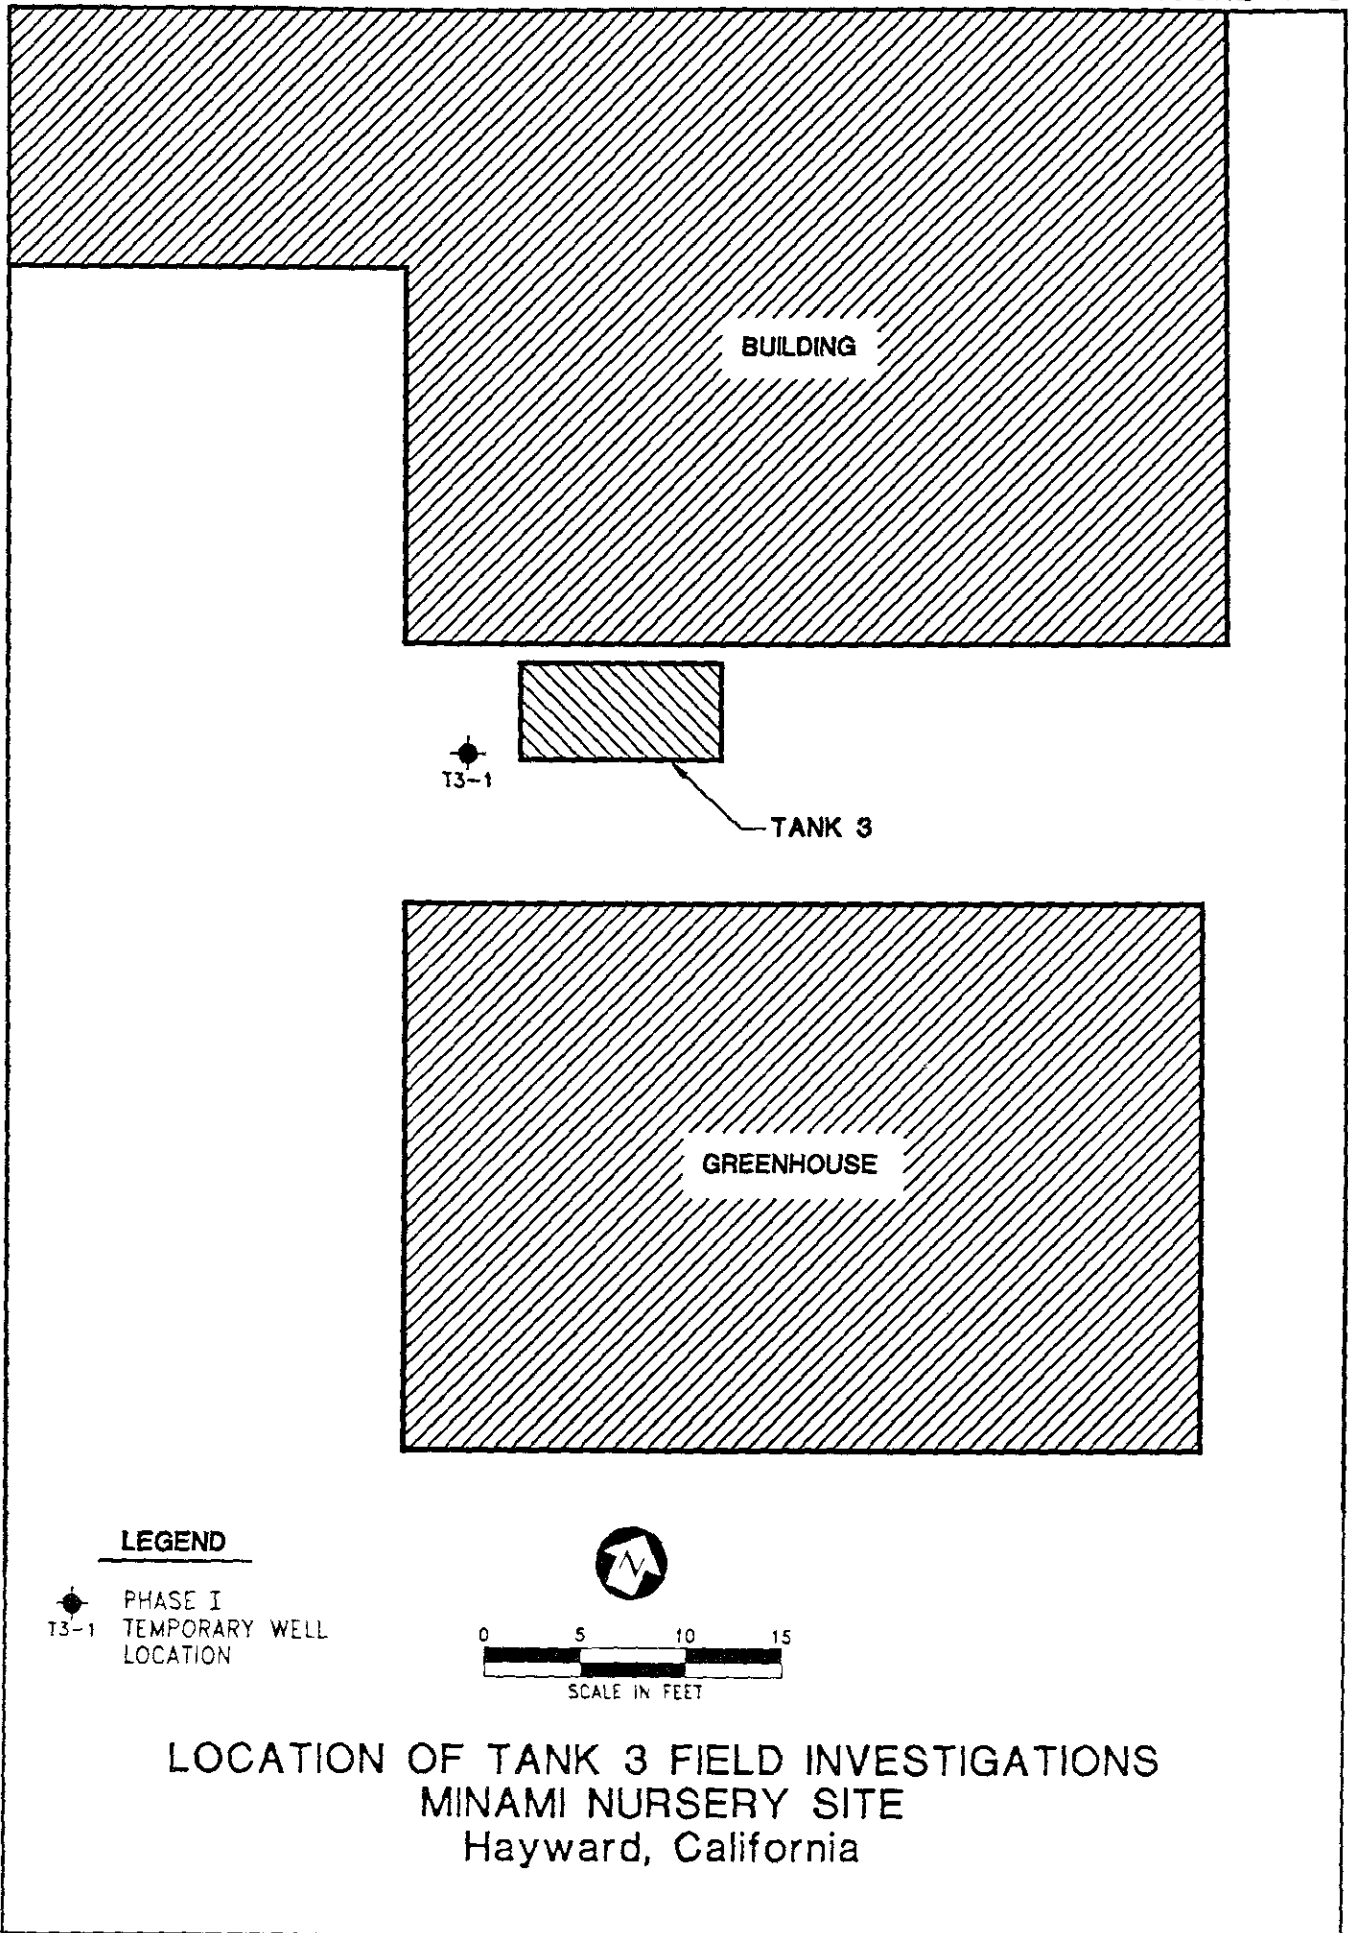 BUILDING
T3-1
TANK 3
GREENHOUSE
LEGEND
T3-1
PHASE I
TEMPORARY WELL
LOCATION
N
0 5 10 15
SCALE IN FEET
LOCATION OF TANK 3 FIELD INVESTIGATIONS
MINAMI NURSERY SITE
Hayward, California